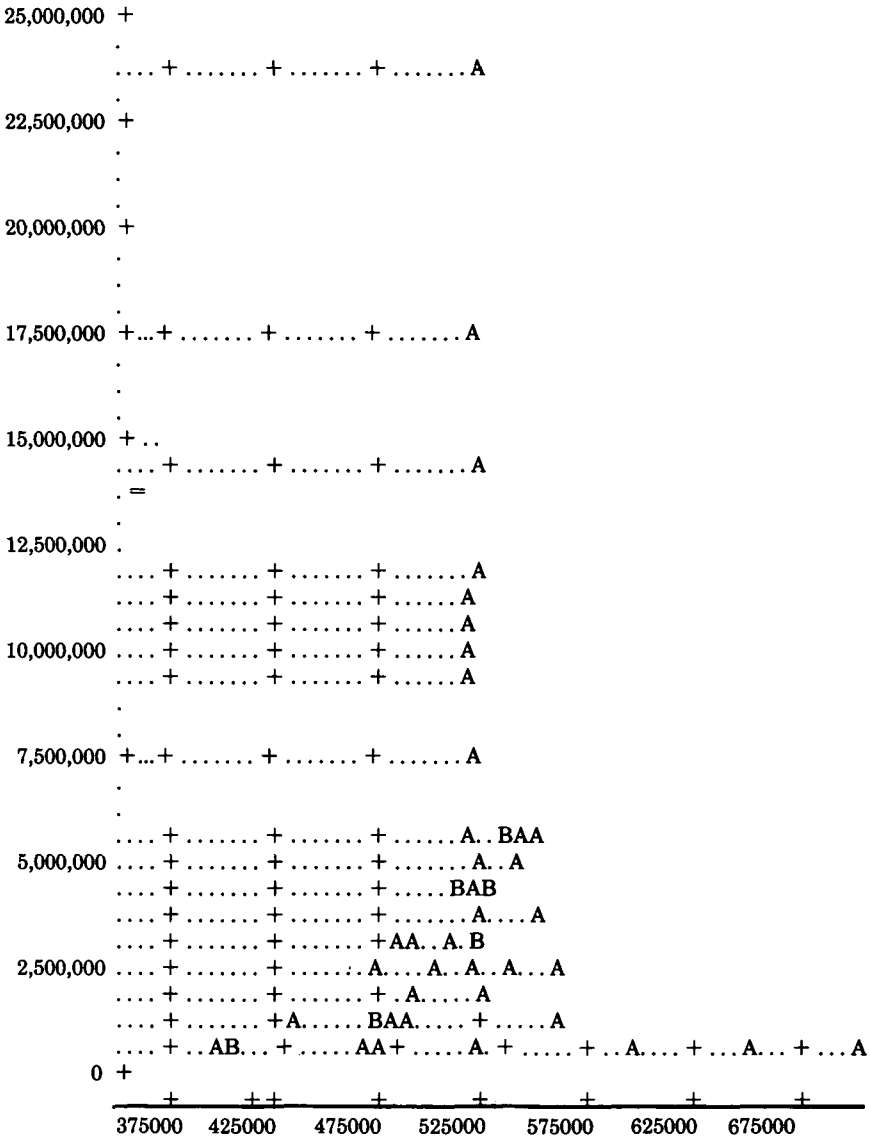 25,000,000 +
.
.... + ....... + ....... + ....... A
.
22,500,000 +
.
.
.
20,000,000 +
.
.
.
17,500,000 +...+ ....... + ....... + ....... A
.
.
.
15,000,000 + ..
.... + ....... + ....... + ....... A
. =
.
12,500,000 .
.... + ....... + ....... + ....... A
.... + ....... + ....... + ...... A
.... + ....... + ....... + ...... A
10,000,000 .... + ....... + ....... + ...... A
.... + ....... + ....... + ...... A
.
.
7,500,000 +...+ ....... + ....... + ....... A
.
.
.... + ....... + ....... + ...... A.. BAA
5,000,000 .... + ....... + ....... + ....... A.. A
.... + ....... + ....... + ..... BAB
.... + ....... + ....... + ....... A.... A
.... + ....... + ....... + AA.. A. B
2,500,000 .... + ....... + ....... A.... A.. A.. A... A
.... + ....... + ....... + . A..... A
.... + ....... + A...... BAA..... + ..... A
.... + .. AB... + ..... AA + ..... A. + ...... + .. A.... + .... A... + ... A
0 +
+ + + + + + +
375000 425000 475000 525000 575000 625000 675000